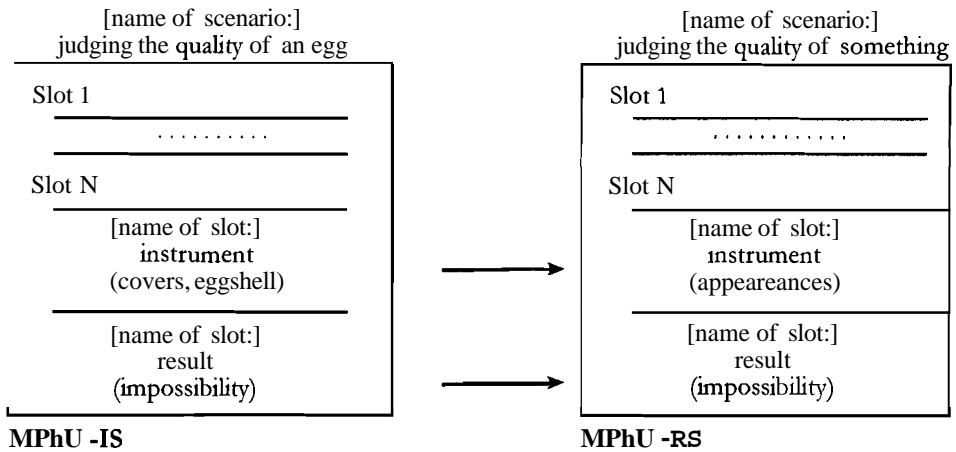 [name of scenario:]
judging the quality of an egg
Slot 1
. . . . . . . . . .
Slot N
[name of slot:]
instrument
(covers, eggshell)
[name of slot:]
result
(impossibility)
MPhU -IS
[name of scenario:]
judging the quality of something
Slot 1
. . . . . . . . . . . .
Slot N
[name of slot:]
instrument
(appeareances)
[name of slot:]
result
(impossibility)
MPhU -RS